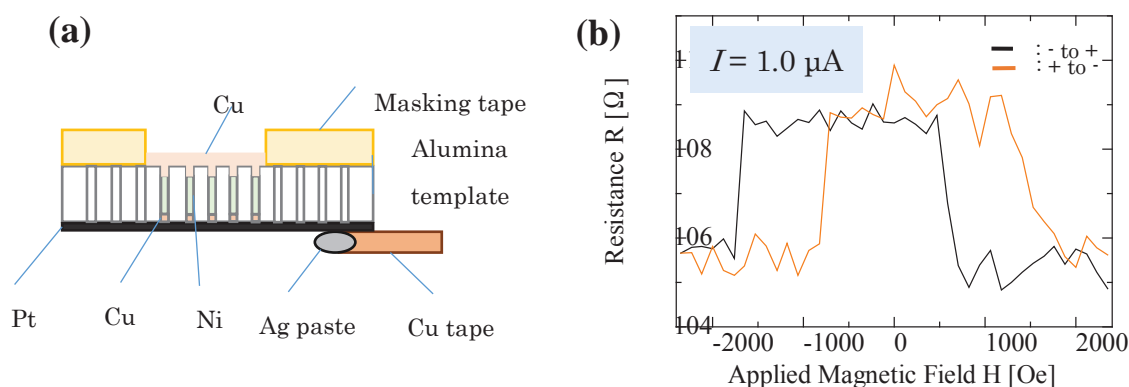 (a)
Cu
Masking tape
Alumina
template
Pt
Cu
Ni
Ag paste
Cu tape
(b)
I = 1.0 μA
: - to +
: + to -
Resistance R [Ω]
108
106
104
-2000
-1000
0
1000
2000
Applied Magnetic Field H [Oe]